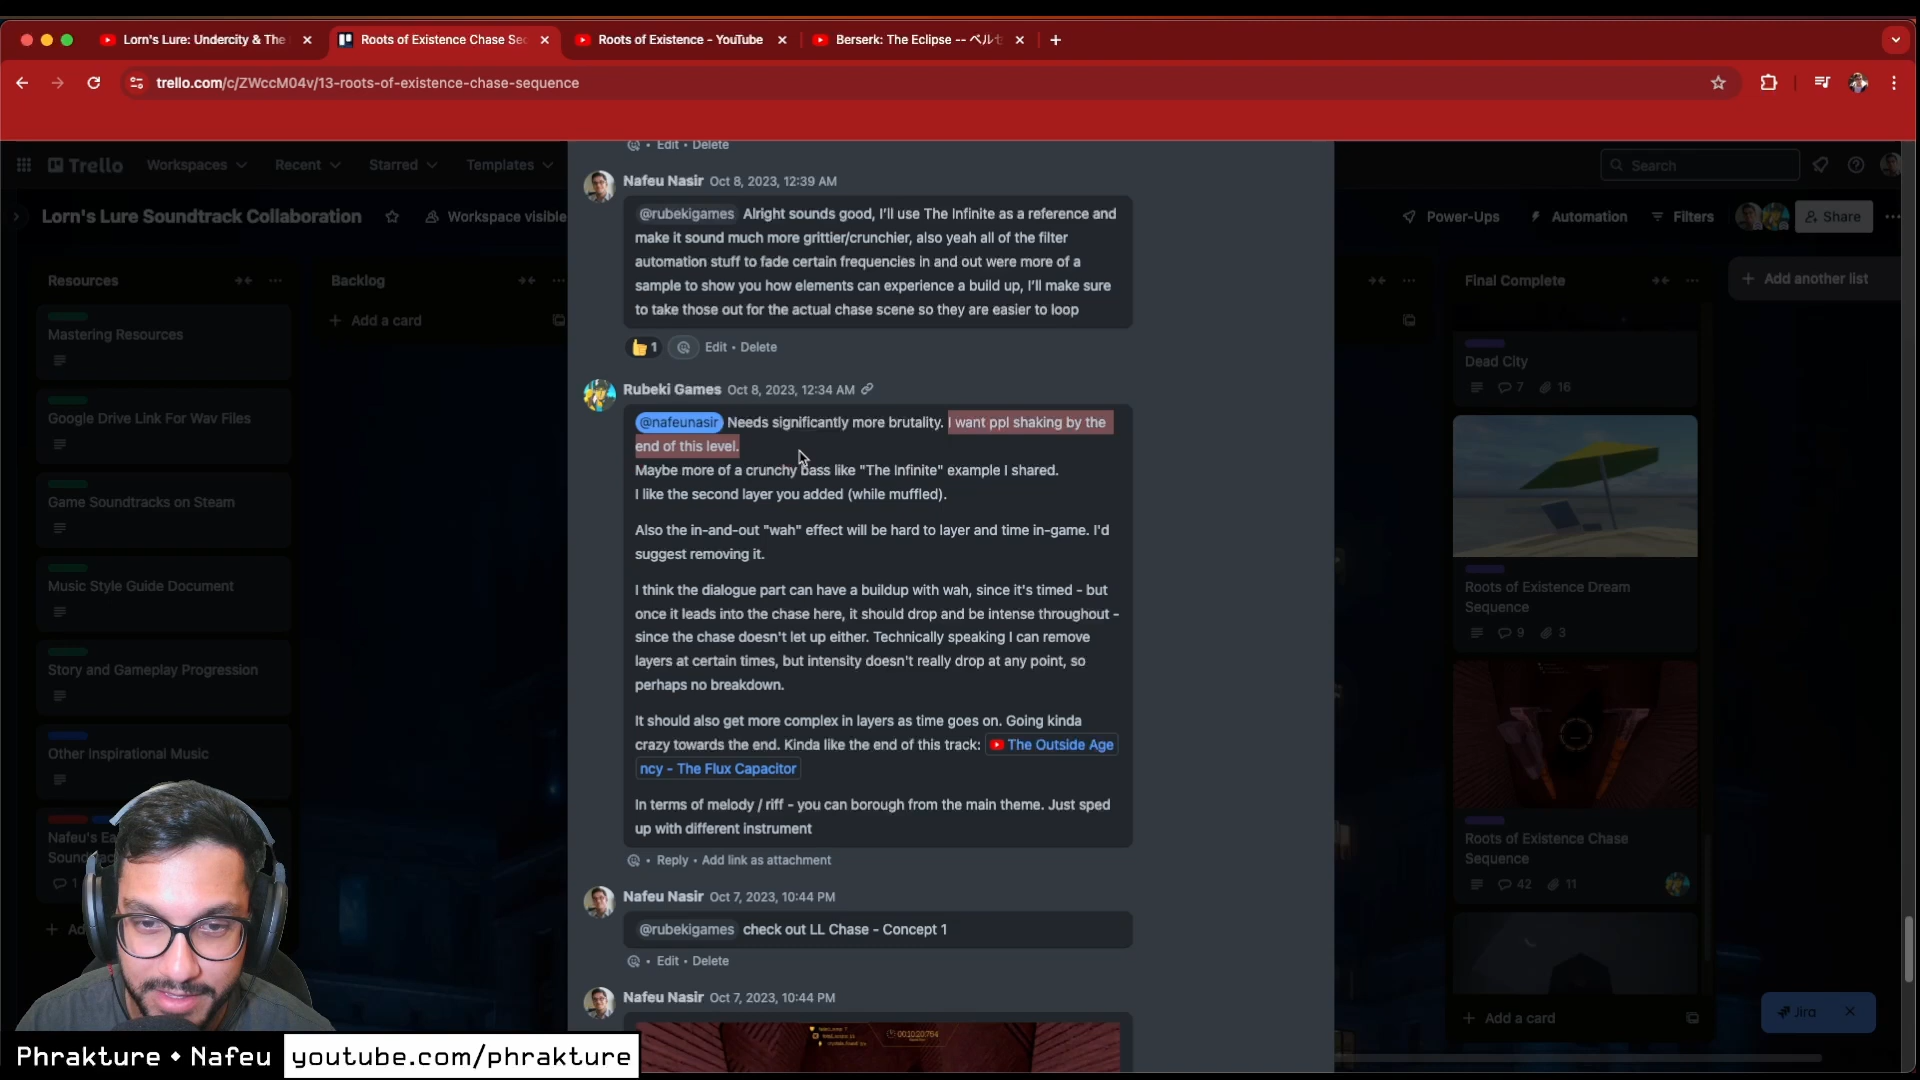 Lorn's Lure: Undercity & The
Roots of Existence Chase Sec
Roots of Existence - YouTube
Berserk: The Eclipse -- ベルセ
trello.com/c/ZWccM04v/13-roots-of-existence-chase-sequence
Trello
Workspaces
Recent
Starred
Templates
Search
Lorn's Lure Soundtrack Collaboration
Workspace visible
Power-Ups
Automation
Filters
Share
Resources
Mastering Resources
Google Drive Link For Wav Files
Game Soundtracks on Steam
Music Style Guide Document
Story and Gameplay Progression
Other Inspirational Music
Nafeu's Ea
Soundtrac
1
Backlog
+ Add a card
• Edit • Delete
Nafeu Nasir Oct 8, 2023, 12:39 AM
@rubekigames Alright sounds good, I'll use The Infinite as a reference and
make it sound much more grittier/crunchier, also yeah all of the filter
automation stuff to fade certain frequencies in and out were more of a
sample to show you how elements can experience a build up, I'll make sure
to take those out for the actual chase scene so they are easier to loop
👍 1 Edit • Delete
Rubeki Games Oct 8, 2023, 12:34 AM
@nafeunasir Needs significantly more brutality. I want ppl shaking by the
end of this level.
Maybe more of a crunchy bass like "The Infinite" example I shared.
I like the second layer you added (while muffled).
Also the in-and-out "wah" effect will be hard to layer and time in-game. I'd
suggest removing it.
I think the dialogue part can have a buildup with wah, since it's timed - but
once it leads into the chase here, it should drop and be intense throughout -
since the chase doesn't let up either. Technically speaking I can remove
layers at certain times, but intensity doesn't really drop at any point, so
perhaps no breakdown.
It should also get more complex in layers as time goes on. Going kinda
crazy towards the end. Kinda like the end of this track: The Outside Age
ncy - The Flux Capacitor
In terms of melody / riff - you can borough from the main theme. Just sped
up with different instrument
• Reply • Add link as attachment
Nafeu Nasir Oct 7, 2023, 10:44 PM
@rubekigames check out LL Chase - Concept 1
• Edit • Delete
Nafeu Nasir Oct 7, 2023, 10:44 PM
Final Complete
Dead City
7 16
Roots of Existence Dream
Sequence
9 3
Roots of Existence Chase
Sequence
42 11
+ Add a card
+ Add another list
Jira
+ Ad
Phrakture • Nafeu
youtube.com/phrakture